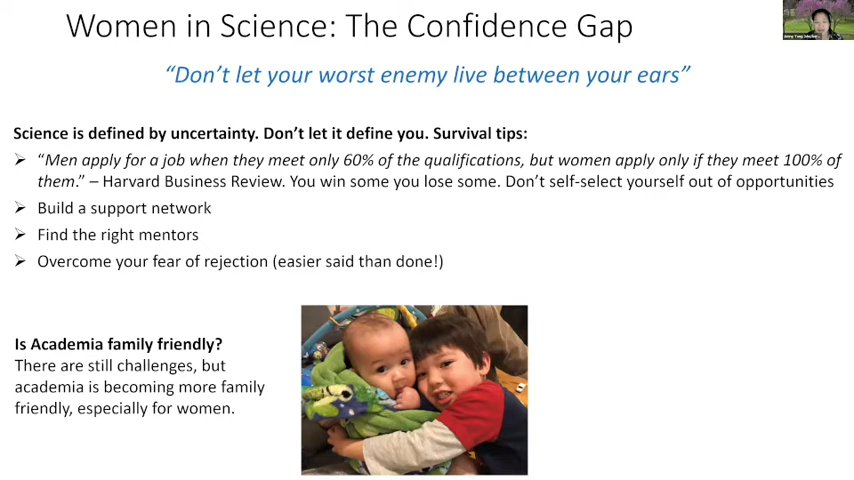 Women in Science: The Confidence Gap
“Don’t let your worst enemy live between your ears”
Science is defined by uncertainty. Don’t let it define you. Survival tips:
➢ “Men apply for a job when they meet only 60% of the qualifications, but women apply only if they meet 100% of
them.” – Harvard Business Review. You win some you lose some. Don’t self-select yourself out of opportunities
➢ Build a support network
➢ Find the right mentors
➢ Overcome your fear of rejection (easier said than done!)
Is Academia family friendly?
There are still challenges, but
academia is becoming more family
friendly, especially for women.